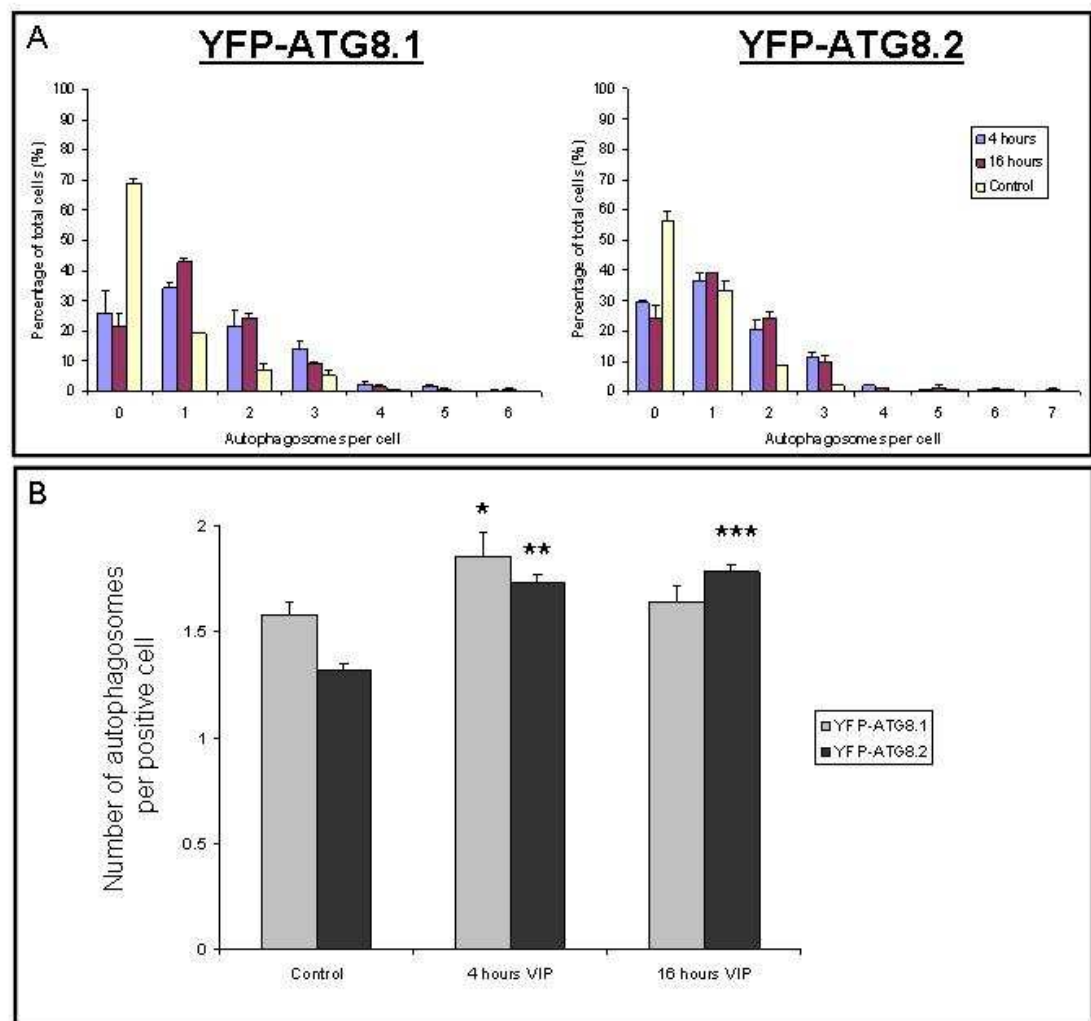 A
YFP-ATG8.1
Percentage of total cells (%)
100
90
80
70
60
50
40
30
20
10
0
0 1 2 3 4 5 6
Autophagosomes per cell
YFP-ATG8.2
Percentage of total cells (%)
100
90
80
70
60
50
40
30
20
10
0
0 1 2 3 4 5 6 7
Autophagosomes per cell
4 hours
16 hours
Control
B
Number of autophagosomes
per positive cell
2
1.5
1
0.5
0
*
**
***
Control 4 hours VIP 16 hours VIP
YFP-ATG8.1
YFP-ATG8.2